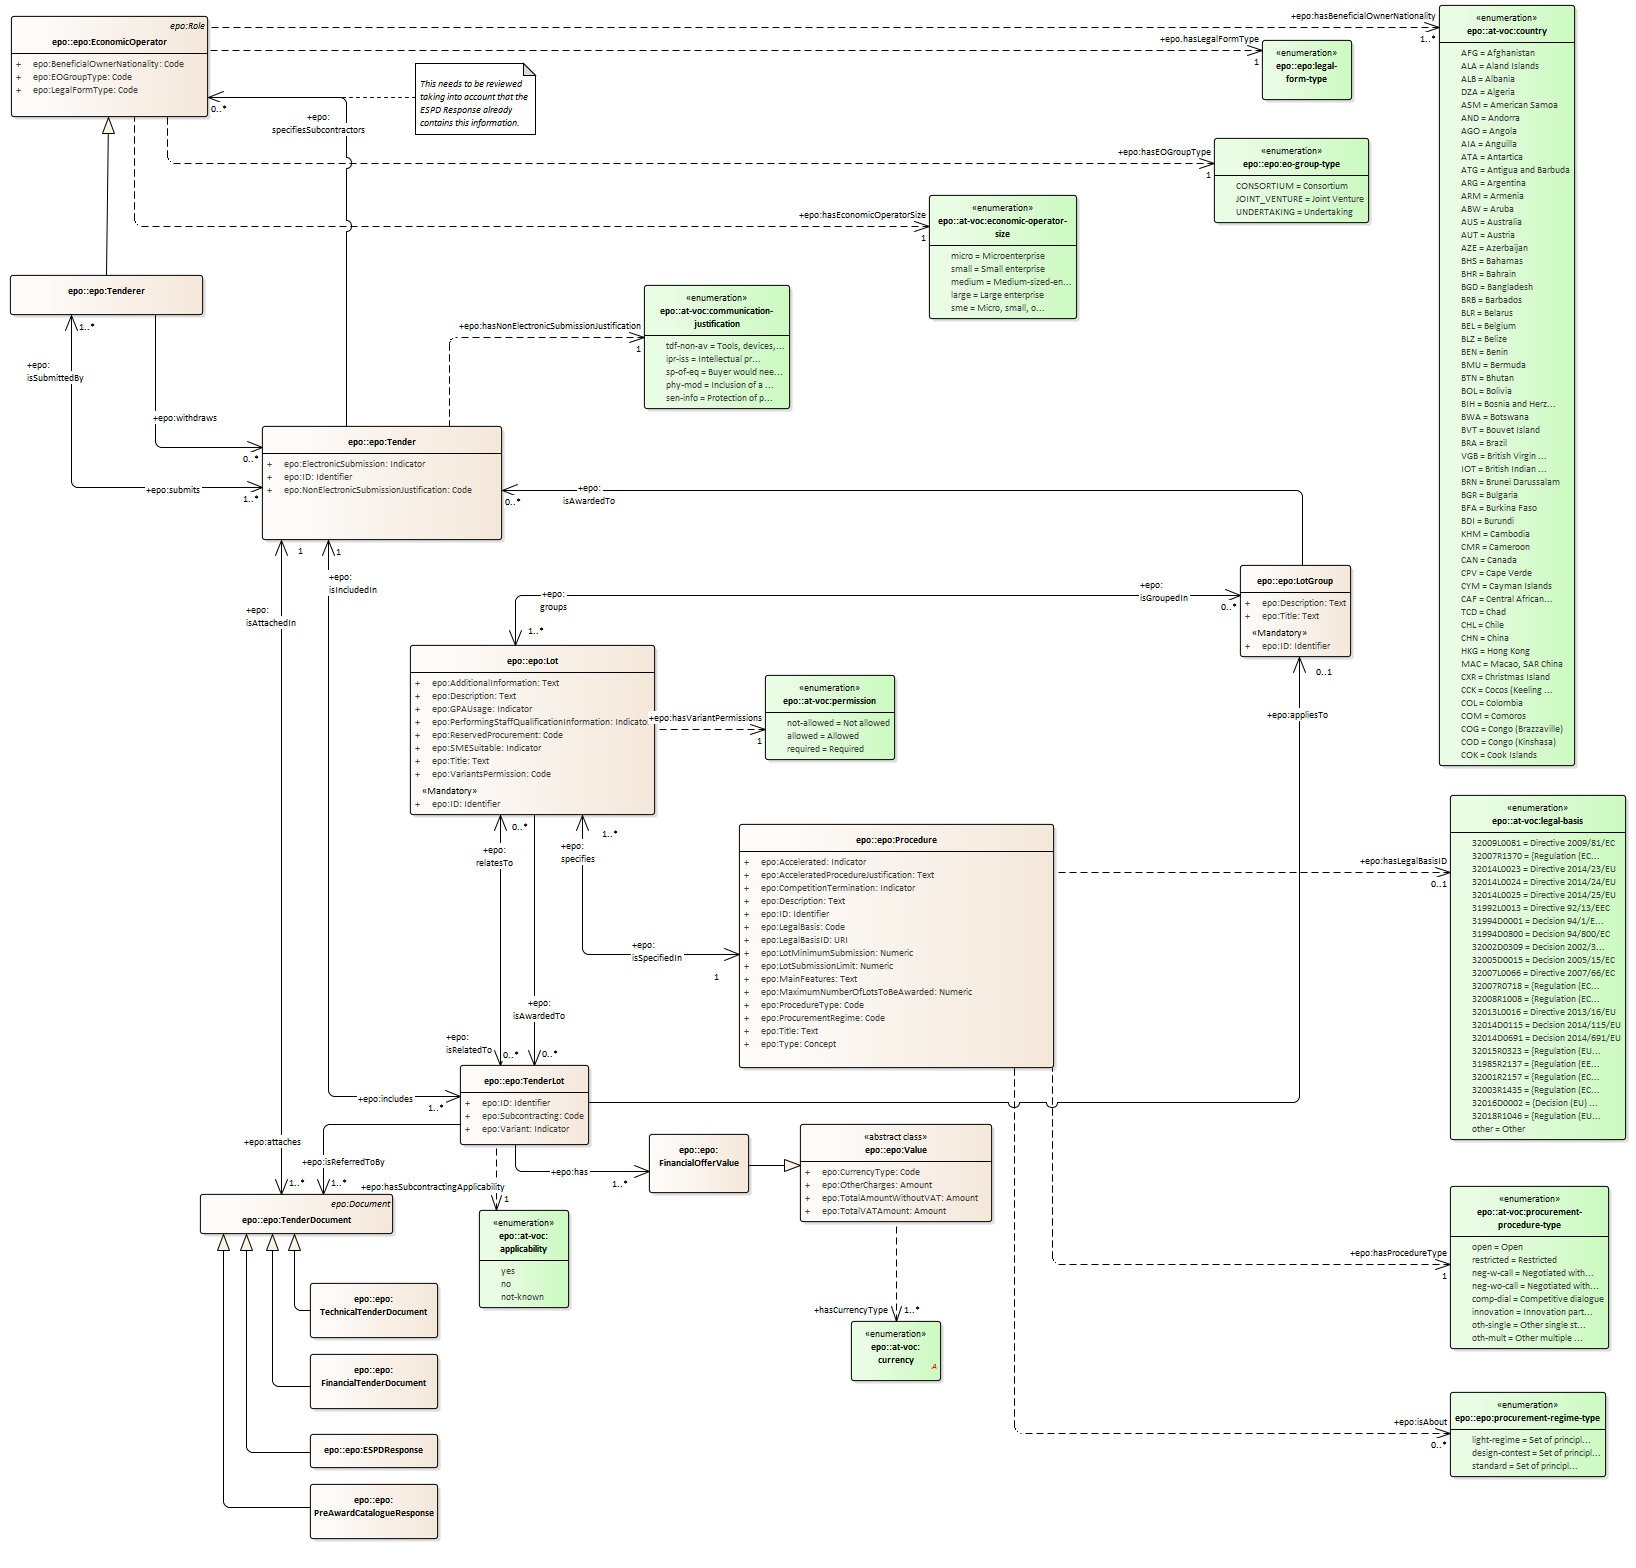 epo:Role
epo::epo:EconomicOperator
+ epo:BeneficialOwnerNationality: Code
+ epo:EOGroupType: Code
+ epo:LegalFormType: Code
+epo:hasBeneficialOwnerNationality
1..*
+epo.hasLegalFormType
1
«enumeration»
epo::epo:legal-
form-type
This needs to be reviewed
taking into account that the
ESPD Response already
contains this information.
0..*
+epo:
specifiesSubcontractors
+epo:hasEOGroupType
1
«enumeration»
epo::epo:eo-group-type
CONSORTIUM = Consortium
JOINT_VENTURE = Joint Venture
UNDERTAKING = Undertaking
+epo:hasEconomicOperatorSize
1
«enumeration»
epo::at-voc:economic-operator-
size
micro = Microenterprise
small = Small enterprise
medium = Medium-sized-en...
large = Large enterprise
sme = Micro, small, o...
«enumeration»
epo::at-voc:country
AFG = Afghanistan
ALA = Aland Islands
ALB = Albania
DZA = Algeria
ASM = American Samoa
AND = Andorra
AGO = Angola
AIA = Anguilla
ATA = Antartica
ATG = Antigua and Barbuda
ARG = Argentina
ARM = Armenia
ABW = Aruba
AUS = Australia
AUT = Austria
AZE = Azerbaijan
BHS = Bahamas
BHR = Bahrain
BGD = Bangladesh
BRB = Barbados
BLR = Belarus
BEL = Belgium
BLZ = Belize
BEN = Benin
BMU = Bermuda
BTN = Bhutan
BOL = Bolivia
BIH = Bosnia and Herz...
BWA = Botswana
BVT = Bouvet Island
BRA = Brazil
VGB = British Virgin ...
IOT = British Indian ...
BRN = Brunei Darussalam
BGR = Bulgaria
BFA = Burkina Faso
BDI = Burundi
KHM = Cambodia
CMR = Cameroon
CAN = Canada
CPV = Cape Verde
CYM = Cayman Islands
CAF = Central African...
TCD = Chad
CHL = Chile
CHN = China
HKG = Hong Kong
MAC = Macao, SAR China
CXR = Christmas Island
CCK = Cocos (Keeling ...
COL = Colombia
COM = Comoros
COG = Congo (Brazzaville)
COD = Congo (Kinshasa)
COK = Cook Islands
epo::epo:Tenderer
1..*
+epo:
isSubmittedBy
+epo:withdraws
0..*
+epo:submits
1..*
+epo:hasNonElectronicSubmissionJustification
1
«enumeration»
epo::at-voc:communication-
justification
tdf-non-av = Tools, devices,...
ipr-iss = Intellectual pr...
sp-of-eq = Buyer would nee...
phy-mod = Inclusion of a ...
sen-info = Protection of p...
epo::epo:Tender
+ epo:ElectronicSubmission: Indicator
+ epo:ID: Identifier
+ epo:NonElectronicSubmissionJustification: Code
+epo:
isAwardedTo
0..*
1
1
+epo:
isIncludedIn
+epo:
isAttachedIn
+epo:
groups
1..*
+epo:
isGroupedIn
0..*
epo::epo:LotGroup
+ epo:Description: Text
+ epo:Title: Text
«Mandatory»
+ epo:ID: Identifier
0..1
+epo:appliesTo
epo::epo:Lot
+ epo:AdditionalInformation: Text
+ epo:Description: Text
+ epo:GPAUsage: Indicator
+ epo:PerformingStaffQualificationInformation: Indicato
+ epo:ReservedProcurement: Code
+ epo:SMESuitable: Indicator
+ epo:Title: Text
+ epo:VariantsPermission: Code
«Mandatory»
+ epo:ID: Identifier
+epo:hasVariantPermissions
1
«enumeration»
epo::at-voc:permission
not-allowed = Not allowed
allowed = Allowed
required = Required
0..*
+epo:
relatesTo
1..*
+epo:
specifies
+epo:
isSpecifiedIn
1
epo::epo:Procedure
+ epo:Accelerated: Indicator
+ epo:AcceleratedProcedureJustification: Text
+ epo:CompetitionTermination: Indicator
+ epo:Description: Text
+ epo:ID: Identifier
+ epo:LegalBasis: Code
+ epo:LegalBasisID: URI
+ epo:LotMinimumSubmission: Numeric
+ epo:LotSubmissionLimit: Numeric
+ epo:MainFeatures: Text
+ epo:MaximumNumberOfLotsToBeAwarded: Numeric
+ epo:ProcedureType: Code
+ epo:ProcurementRegime: Code
+ epo:Title: Text
+ epo:Type: Concept
+epo:hasLegalBasisID
0..1
«enumeration»
epo::at-voc:legal-basis
32009L0081 = Directive 2009/81/EC
32007R1370 = {Regulation (EC...
32014L0023 = Directive 2014/23/EU
32014L0024 = Directive 2014/24/EU
32014L0025 = Directive 2014/25/EU
31992L0013 = Directive 92/13/EEC
31994D0001 = Decision 94/1/E...
31994D0800 = Decision 94/800/EC
32002D0309 = Decision 2002/3...
32005D0015 = Decision 2005/15/EC
32007L0066 = Directive 2007/66/EC
32007R0718 = {Regulation (EC...
32008R1008 = {Regulation (EC...
32013L0016 = Directive 2013/16/EU
32014D0115 = Decision 2014/115/EU
32014D0691 = Decision 2014/691/EU
32015R0323 = {Regulation (EU...
31985R2137 = {Regulation (EE...
32001R2157 = {Regulation (EC...
32003R1435 = {Regulation (EC...
32016D0002 = {Decision (EU) ...
32018R1046 = {Regulation (EU...
other = Other
+epo:
isAwardedTo
+epo:
isRelatedTo
0..*
0..*
epo::epo:TenderLot
+ epo:ID: Identifier
+ epo:Subcontracting: Code
+ epo:Variant: Indicator
+epo:includes
1..*
+epo:attaches
+epo:isReferredToBy
1..*
1..*
+epo:hasSubcontractingApplicability
1
+epo:has
1..*
epo::epo:
FinancialOfferValue
«abstract class»
epo::epo:Value
+ epo:CurrencyType: Code
+ epo:OtherCharges: Amount
+ epo:TotalAmountWithoutVAT: Amount
+ epo:TotalVATAmount: Amount
epo:Document
epo::epo:TenderDocument
«enumeration»
epo::at-voc:
applicability
yes
no
not-known
+hasCurrencyType
1..*
«enumeration»
epo::at-voc:
currency
A
+epo:hasProcedureType
1
«enumeration»
epo::at-voc:procurement-
procedure-type
open = Open
restricted = Restricted
neg-w-call = Negotiated with...
neg-wo-call = Negotiated with...
comp-dial = Competitive dialogue
innovation = Innovation part...
oth-single = Other single st...
oth-mult = Other multiple ...
epo::epo:
TechnicalTenderDocument
epo::epo:
FinancialTenderDocument
epo::epo:ESPDResponse
epo::epo:
PreAwardCatalogueResponse
+epo:isAbout
0..*
«enumeration»
epo::epo:procurement-regime-type
light-regime = Set of principl...
design-contest = Set of principl...
standard = Set of principl...